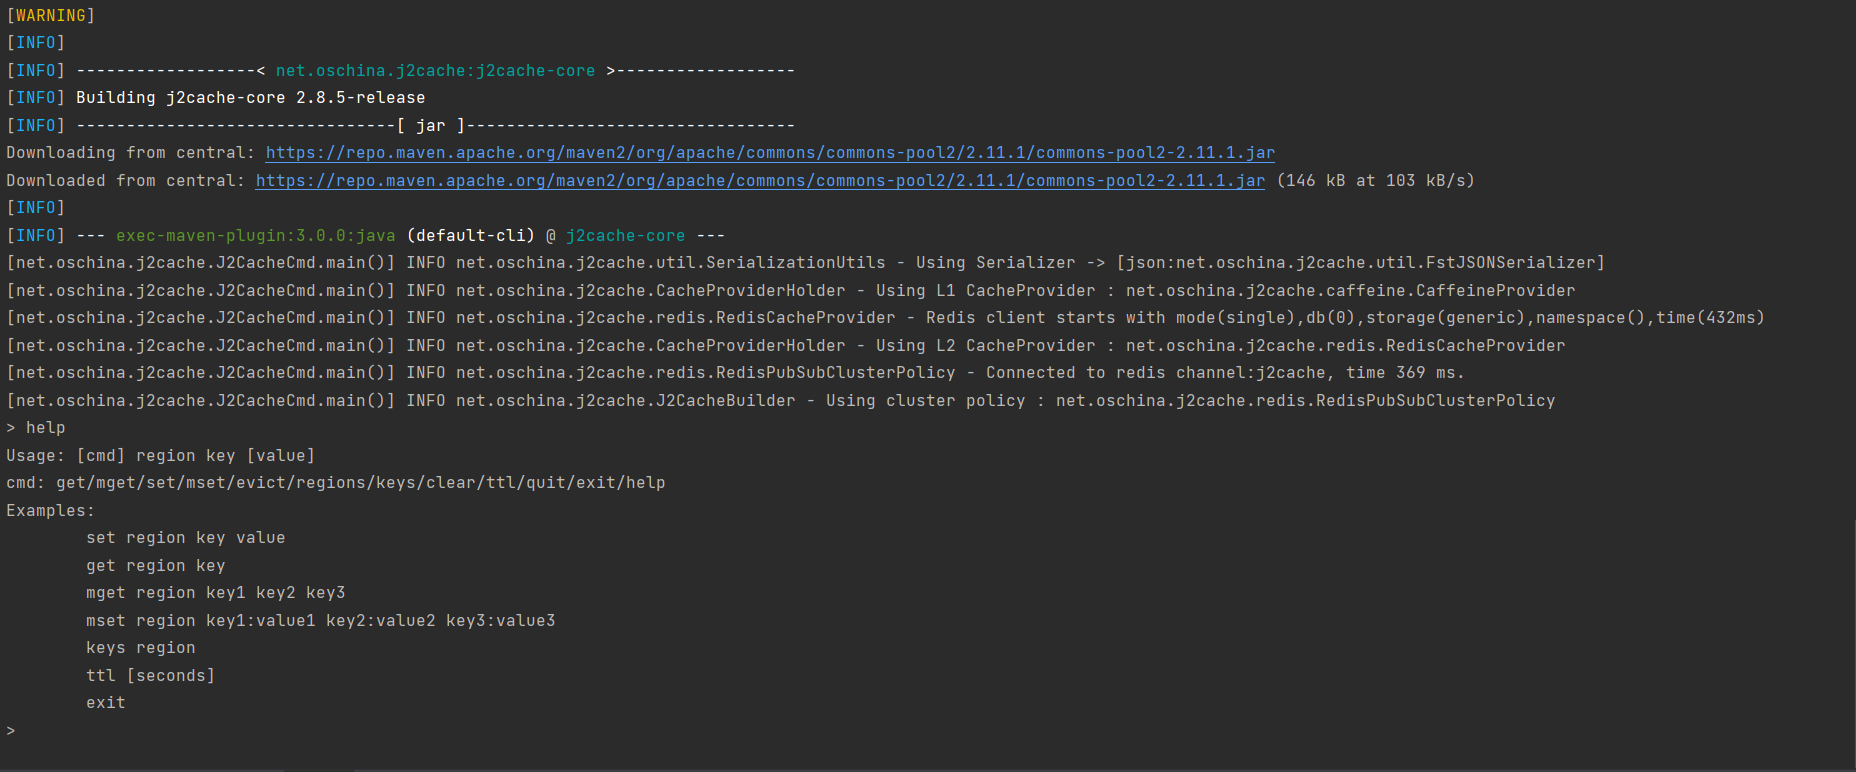 [WARNING]
[INFO]
[INFO] ------------------< net.oschina.j2cache:j2cache-core >------------------
[INFO] Building j2cache-core 2.8.5-release
[INFO] --------------------------------[ jar ]---------------------------------
Downloading from central: https://repo.maven.apache.org/maven2/org/apache/commons/commons-pool2/2.11.1/commons-pool2-2.11.1.jar
Downloaded from central: https://repo.maven.apache.org/maven2/org/apache/commons/commons-pool2/2.11.1/commons-pool2-2.11.1.jar (146 kB at 103 kB/s)
[INFO]
[INFO] --- exec-maven-plugin:3.0.0:java (default-cli) @ j2cache-core ---
[net.oschina.j2cache.J2CacheCmd.main()] INFO net.oschina.j2cache.util.SerializationUtils - Using Serializer -> [json:net.oschina.j2cache.util.FstJSONSerializer]
[net.oschina.j2cache.J2CacheCmd.main()] INFO net.oschina.j2cache.CacheProviderHolder - Using L1 CacheProvider : net.oschina.j2cache.caffeine.CaffeineProvider
[net.oschina.j2cache.J2CacheCmd.main()] INFO net.oschina.j2cache.redis.RedisCacheProvider - Redis client starts with mode(single),db(0),storage(generic),namespace(),time(432ms)
[net.oschina.j2cache.J2CacheCmd.main()] INFO net.oschina.j2cache.CacheProviderHolder - Using L2 CacheProvider : net.oschina.j2cache.redis.RedisCacheProvider
[net.oschina.j2cache.J2CacheCmd.main()] INFO net.oschina.j2cache.redis.RedisPubSubClusterPolicy - Connected to redis channel:j2cache, time 369 ms.
[net.oschina.j2cache.J2CacheCmd.main()] INFO net.oschina.j2cache.J2CacheBuilder - Using cluster policy : net.oschina.j2cache.redis.RedisPubSubClusterPolicy
> help
Usage: [cmd] region key [value]
cmd: get/mget/set/mset/evict/regions/keys/clear/ttl/quit/exit/help
Examples:
        set region key value
        get region key
        mget region key1 key2 key3
        mset region key1:value1 key2:value2 key3:value3
        keys region
        ttl [seconds]
        exit
>